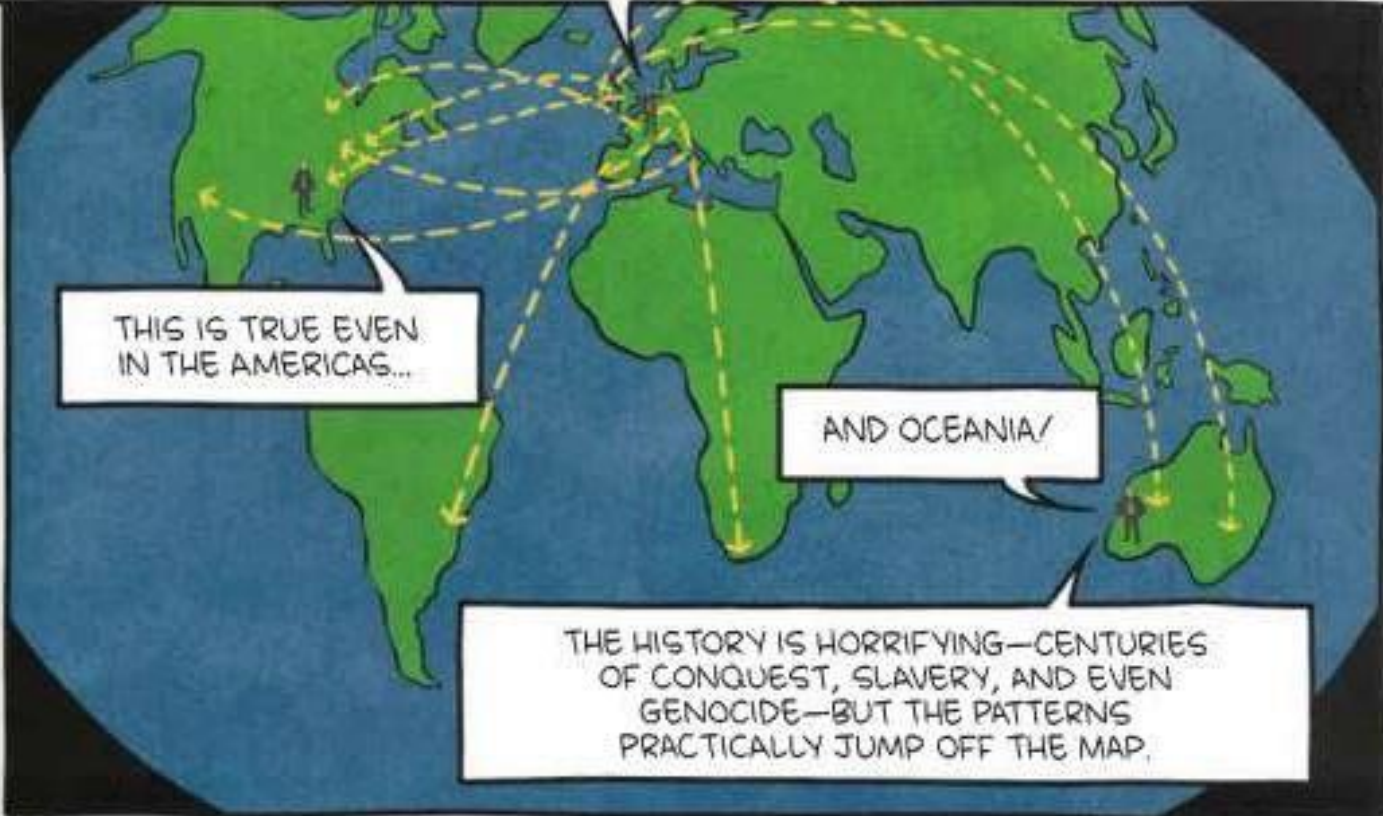 THIS IS TRUE EVEN
IN THE AMERICAS...
AND OCEANIA!
THE HISTORY IS HORRIFYING—CENTURIES
OF CONQUEST, SLAVERY, AND EVEN
GENOCIDE—BUT THE PATTERNS
PRACTICALLY JUMP OFF THE MAP.